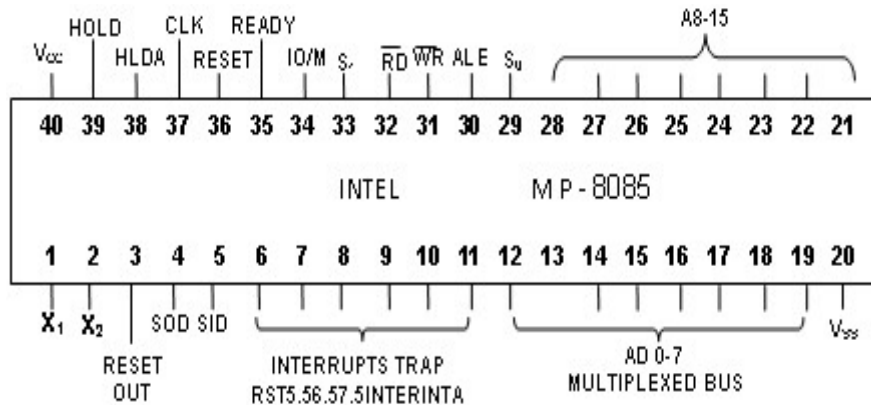 A8-15
HOLD CLK READY
Vcc HLDA RESET IO/M S, RD WR ALE S₀
40 39 38 37 36 35 34 33 32 31 30 29 28 27 26 25 24 23 22 21
INTEL MP-8085
1 2 3 4 5 6 7 8 9 10 11 12 13 14 15 16 17 18 19 20
X₁ X₂ SOD SID Vss
RESET OUT
INTERRUPTS TRAP
RST5.56.57.5INTERINTA
AD 0-7
MULTIPLEXED BUS